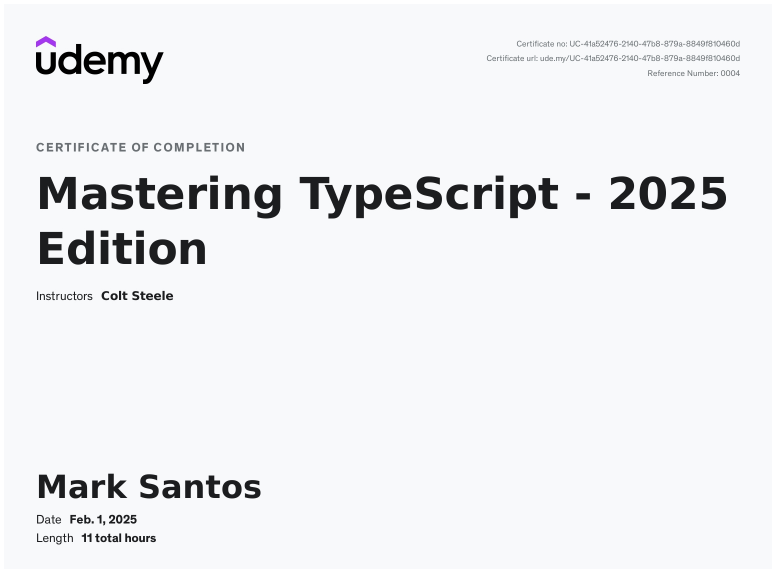 udemy
Certificate no: UC-41a52476-2140-47b8-879a-8849f810460d
Certificate url: ude.my/UC-41a52476-2140-47b8-879a-8849f810460d
Reference Number: 0004
CERTIFICATE OF COMPLETION
Mastering TypeScript - 2025
Edition
Instructors Colt Steele
Mark Santos
Date Feb. 1, 2025
Length 11 total hours